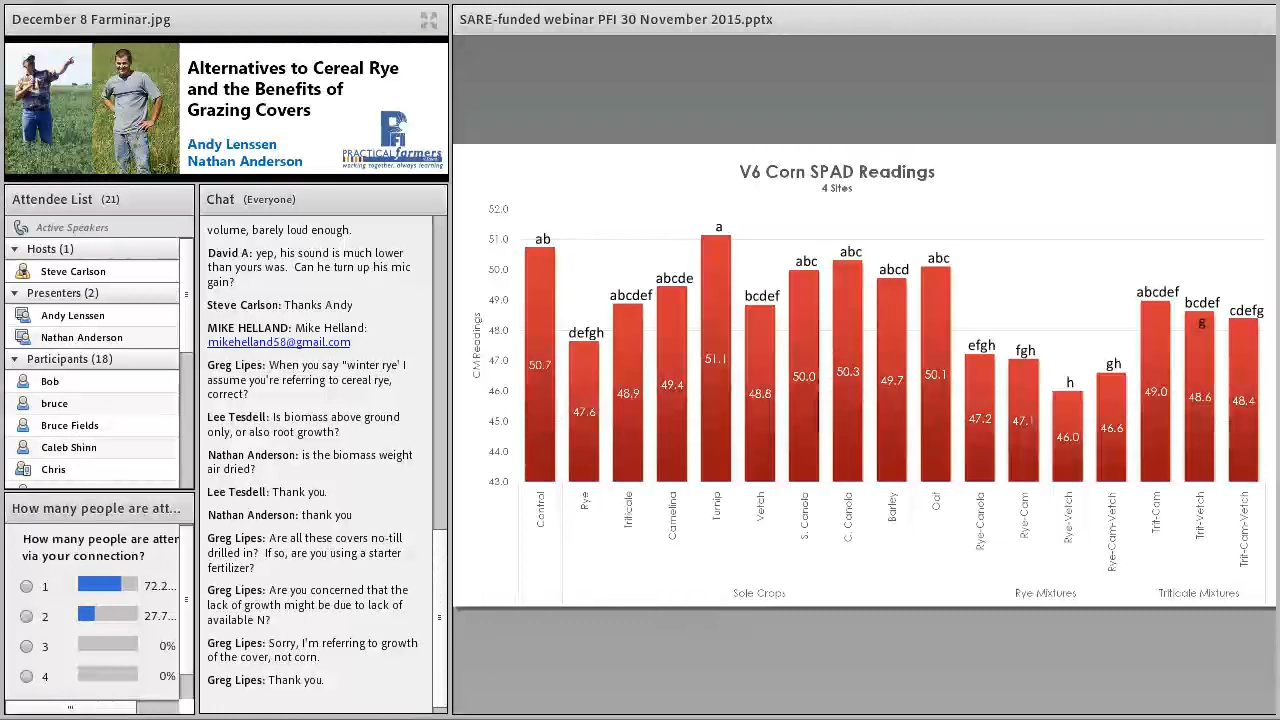 December 8 Farminar.jpg
Alternatives to Cereal Rye
and the Benefits of
Grazing Covers
Andy Lenssen
Nathan Anderson
PFI
PRACTICAL farmers
working together, always learning
Attendee List (21)
Active Speakers
Hosts (1)
Steve Carlson
Presenters (2)
Andy Lenssen
Nathan Anderson
Participants (18)
Bob
bruce
Bruce Fields
Caleb Shinn
Chris
How many people are att...
How many people are atter
via your connection?
1 72.2...
2 27.7...
3 0%
4 0%
Chat (Everyone)
volume, barely loud enough.
David A: yep, his sound is much lower
than yours was. Can he turn up his mic
gain?
Steve Carlson: Thanks Andy
MIKE HELLAND: Mike Helland:
mikehelland58@gmail.com
Greg Lipes: When you say "winter rye' I
assume you're referring to cereal rye,
correct?
Lee Tesdell: Is biomass above ground
only, or also root growth?
Nathan Anderson: is the biomass weight
air dried?
Lee Tesdell: Thank you.
Nathan Anderson: thank you
Greg Lipes: Are all these covers no-till
drilled in? If so, are you using a starter
fertilizer?
Greg Lipes: Are you concerned that the
lack of growth might be due to lack of
available N?
Greg Lipes: Sorry, I'm referring to growth
of the cover, not corn.
Greg Lipes: Thank you.
SARE-funded webinar PFI 30 November 2015.pptx
V6 Corn SPAD Readings
4 Sites
CM Readings
52.0
51.0
50.0
49.0
48.0
47.0
46.0
45.0
44.0
43.0
ab defgh abcdef abcde a bcdef abc abc abcd abc efgh fgh h gh abcdef bcdef cdefg
g
50.7 47.6 48.9 49.4 51.1 48.8 50.0 50.3 49.7 50.1 47.2 47.1 46.0 46.6 49.0 48.6 48.4
Control Rye Triticale Camelina Turnip Vetch S. Canola C. Canola Barley Oat Rye-Canola Rye-Cam Rye-Vetch Rye-Cam-Vetch Trit-Cam Trit-Vetch Trit-Cam-Vetch
Sole Crops Rye Mixtures Triticale Mixtures